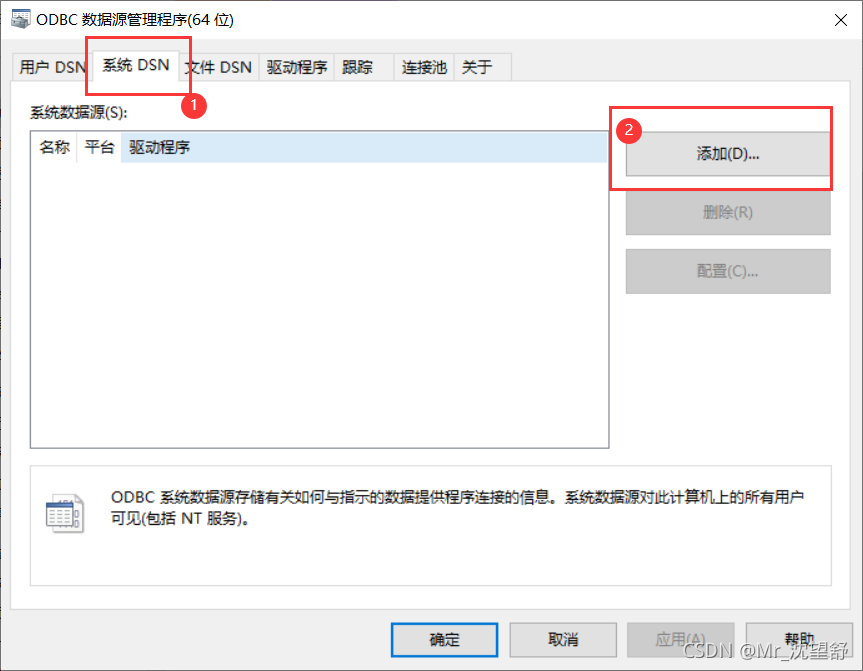 ODBC 数据源管理程序(64 位)
用户 DSN 系统 DSN 文件 DSN 驱动程序 跟踪 连接池 关于
1
系统数据源(S):
名称 平台 驱动程序
2
添加(D)...
删除(R)
配置(C)...
ODBC 系统数据源存储有关如何与指示的数据提供程序连接的信息。系统数据源对此计算机上的所有用户
可见(包括 NT 服务)。
确定 取消 应用(A) 帮助
CSDN @Mr_沈望舒